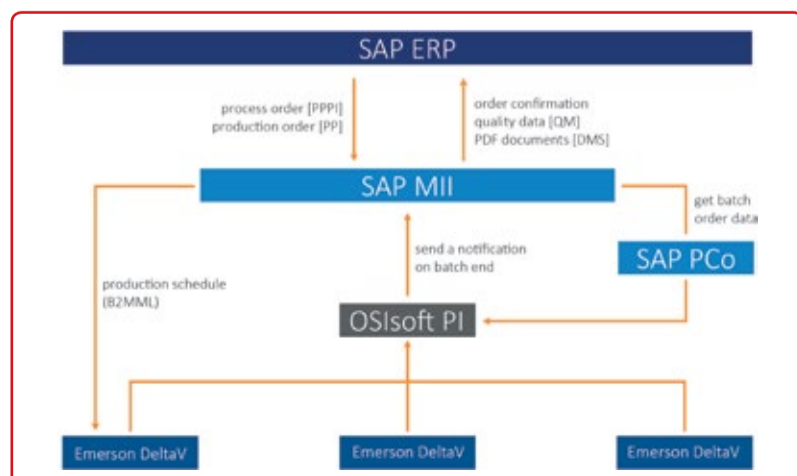 SAP ERP
process order [PPPI]
production order [PP]
order confirmation
quality data [QM]
PDF documents [DMS]
SAP MII
get batch
order data
send a notification
on batch end
SAP PCo
production schedule
(B2MML)
OSIsoft PI
Emerson DeltaV
Emerson DeltaV
Emerson DeltaV